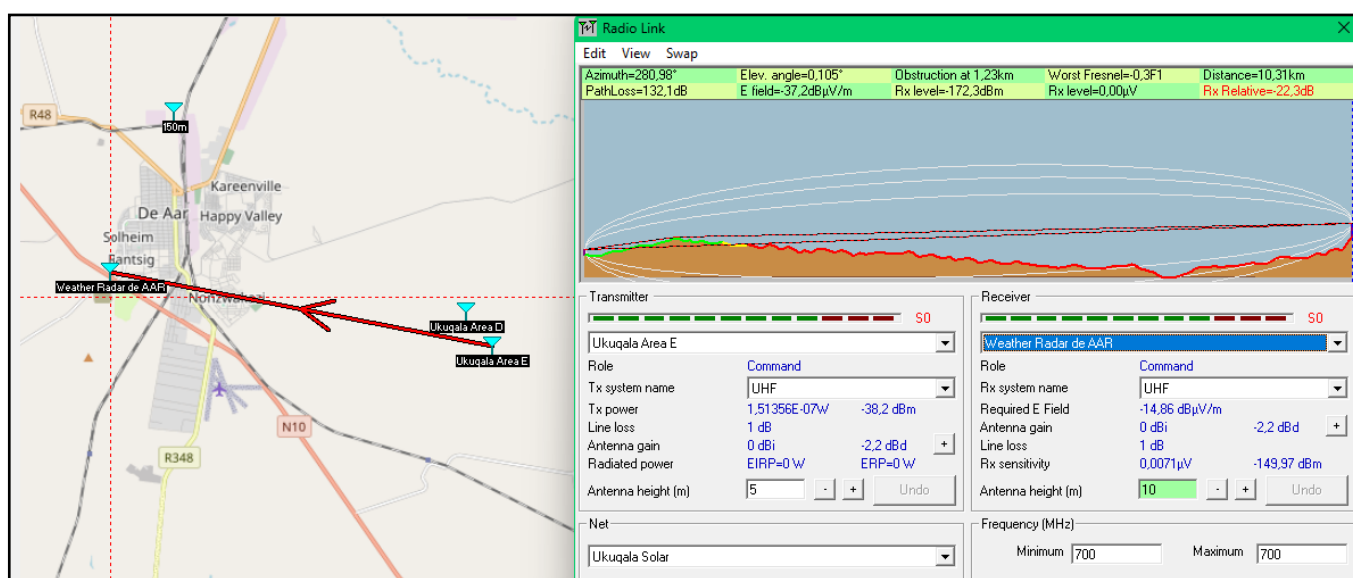 R48
150m
Kareenville
De Aar
Happy Valley
Solheim
Weather Radar de AAR
Ukuqala Area D
Ukuqala Area E
N10
R348
Radio Link
Edit View Swap
Azimuth=280,98° Elev. angle=0,105° Obstruction at 1,23km Worst Fresnel=-0,3F1 Distance=10,31km
PathLoss=132,1dB E field=-37,2dBµV/m Rx level=-172,3dBm Rx level=0,00µV Rx Relative=-22,3dB
Transmitter
S0
Ukuqala Area E
Role Command
Tx system name UHF
Tx power 1,51356E-07W -38,2 dBm
Line loss 1 dB
Antenna gain 0 dBi -2,2 dBd +
Radiated power EIRP=0 W ERP=0 W
Antenna height (m) 5 - + Undo
Net
Ukuqala Solar
Receiver
S0
Weather Radar de AAR
Role Command
Rx system name UHF
Required E Field -14,86 dBµV/m
Antenna gain 0 dBi -2,2 dBd +
Line loss 1 dB
Rx sensitivity 0,0071µV -149,97 dBm
Antenna height (m) 10 - + Undo
Frequency (MHz)
Minimum 700 Maximum 700